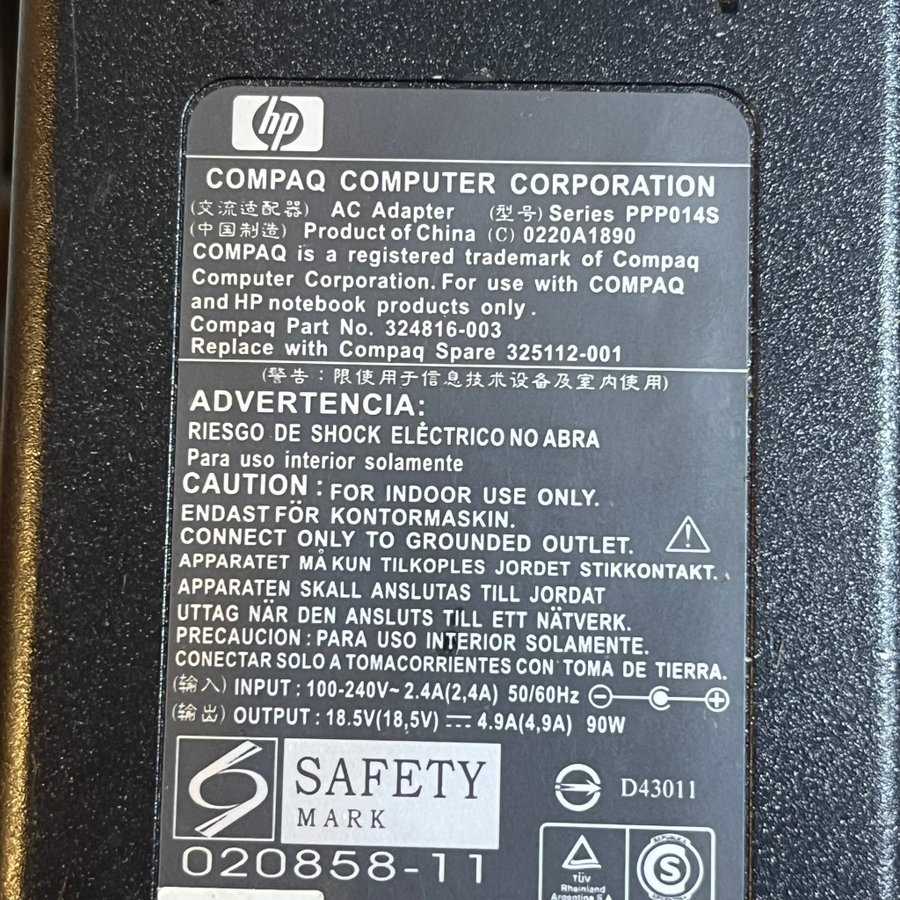 hp
COMPAQ COMPUTER CORPORATION
(交流适配器) AC Adapter (型号) Series PPP014S
(中国制造) Product of China (C) 0220A1890
COMPAQ is a registered trademark of Compaq
Computer Corporation. For use with COMPAQ
and HP notebook products only.
Compaq Part No. 324816-003
Replace with Compaq Spare 325112-001
(警告：限使用于信息技术设备及室内使用)
ADVERTENCIA:
RIESGO DE SHOCK ELÉCTRICO NO ABRA
Para uso interior solamente
CAUTION : FOR INDOOR USE ONLY.
ENDAST FÖR KONTORMASKIN.
CONNECT ONLY TO GROUNDED OUTLET.
APPARATET MÅ KUN TILKOPLES JORDET STIKKONTAKT.
APPARATEN SKALL ANSLUTAS TILL JORDAT
UTTAG NÄR DEN ANSLUTS TILL ETT NÄTVERK.
PRECAUCION : PARA USO INTERIOR SOLAMENTE.
CONECTAR SOLO A TOMACORRIENTES CON TOMA DE TIERRA.
(输入) INPUT : 100-240V~ 2.4A(2,4A) 50/60Hz
(输出) OUTPUT : 18.5V(18,5V) ⎓ 4.9A(4,9A) 90W
SAFETY
MARK
D43011
020858-11
TÜV
Rheinland
Argentina S.A
S